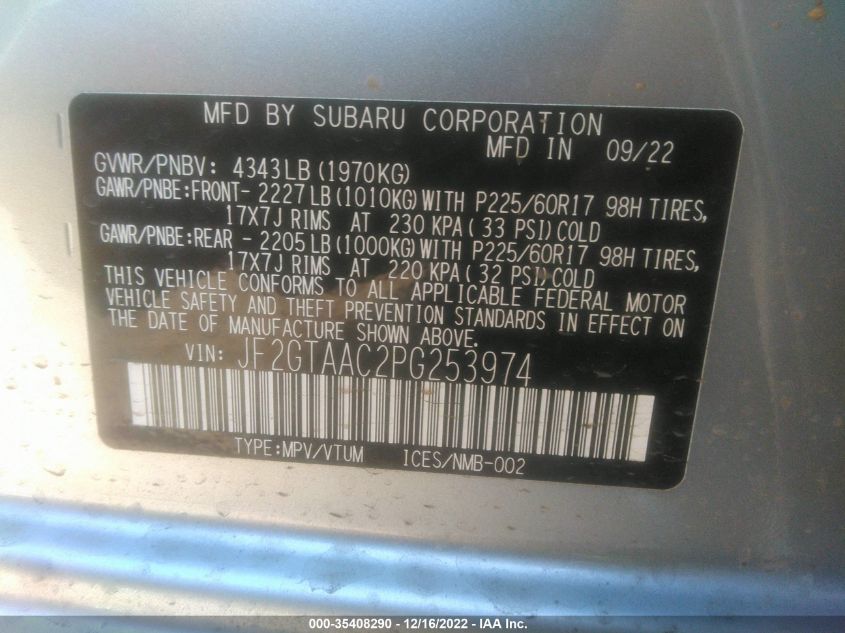 MFD BY SUBARU CORPORATION
MFD IN 09/22
GVWR/PNBV: 4343LB (1970KG)
GAWR/PNBE:FRONT- 2227 LB (1010KG) WITH P225/60R17 98H TIRES,
17X7J RIMS AT 230 KPA ( 33 PSI) COLD
GAWR/PNBE:REAR - 2205 LB (1000KG) WITH P225/60R17 98H TIRES,
17X7J RIMS AT 220 KPA ( 32 PSI) COLD
THIS VEHICLE CONFORMS TO ALL APPLICABLE FEDERAL MOTOR
VEHICLE SAFETY AND THEFT PREVENTION STANDARDS IN EFFECT ON
THE DATE OF MANUFACTURE SHOWN ABOVE.
VIN: JF2GTAAC2PG253974
TYPE:MPV/VTUM ICES/NMB-002
000-35408290 - 12/16/2022 - IAA Inc.